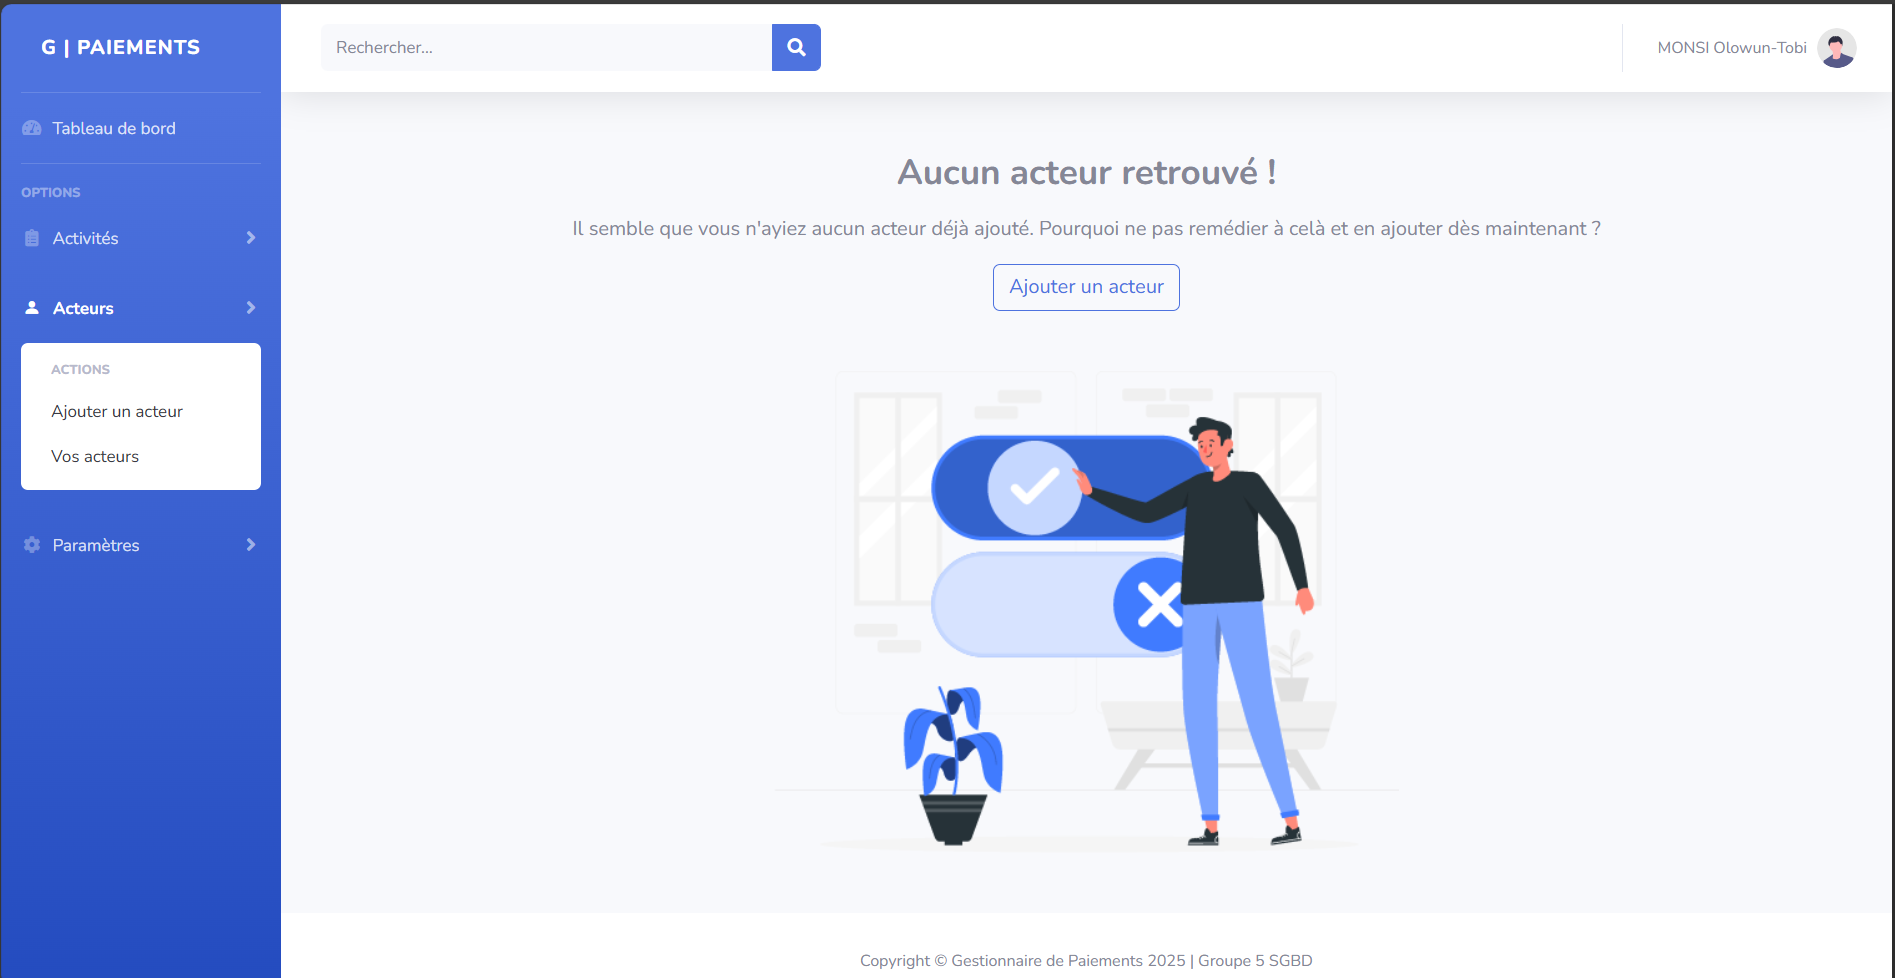 G | PAIEMENTS
Rechercher...
MONSI Olowun-Tobi
Tableau de bord
OPTIONS
Activités
Acteurs
ACTIONS
Ajouter un acteur
Vos acteurs
Paramètres
Aucun acteur retrouvé !
Il semble que vous n'ayiez aucun acteur déjà ajouté. Pourquoi ne pas remédier à celà et en ajouter dès maintenant ?
Ajouter un acteur
Copyright © Gestionnaire de Paiements 2025 | Groupe 5 SGBD